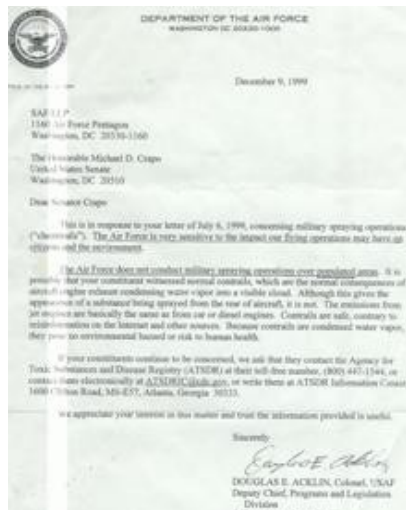 DEPARTMENT OF THE AIR FORCE
WASHINGTON DC 20330-1000
December 9, 1999
SAF/LLP
1160 Air Force Pentagon
Washington, DC 20330-1160
The Honorable Michael D. Crapo
United States Senate
Washington, DC 20510
Dear Senator Crapo
This is in response to your letter of July 6, 1999, concerning military spraying operations
("chemtrails"). The Air Force is very sensitive to the impact our flying operations may have on
citizens and the environment.
The Air Force does not conduct military spraying operations over populated areas. It is
possible that your constituent witnessed normal contrails, which are the normal consequences of
aircraft engine exhaust condensing water vapor into a visible cloud. Although this gives the
appearance of a substance being sprayed from the rear of aircraft, it is not. The emissions from
jet engines are basically the same as from car or diesel engines. Contrails are safe, contrary to
misinformation on the Internet and other sources. Because contrails are condensed water vapor,
they pose no environmental hazard or risk to human health.
If your constituents continue to be concerned, we ask that they contact the Agency for
Toxic Substances and Disease Registry (ATSDR) at their toll-free number, (800) 447-1544, or
contact them electronically at ATSDRIC@cdc.gov, or write them at ATSDR Information Center
1600 Clifton Road, MS-E57, Atlanta, Georgia 30333.
We appreciate your interest in this matter and trust the information provided is useful.
Sincerely
DOUGLAS E. ACKLIN, Colonel, USAF
Deputy Chief, Programs and Legislation
Division